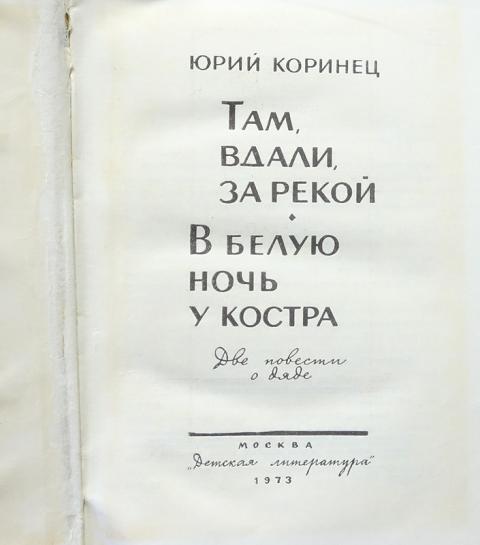 ЮРИЙ КОРИНЕЦ
ТАМ,
ВДАЛИ,
ЗА РЕКОЙ
В БЕЛУЮ
НОЧЬ
У КОСТРА
Две повести
о дяде
МОСКВА
„Детская литература"
1973